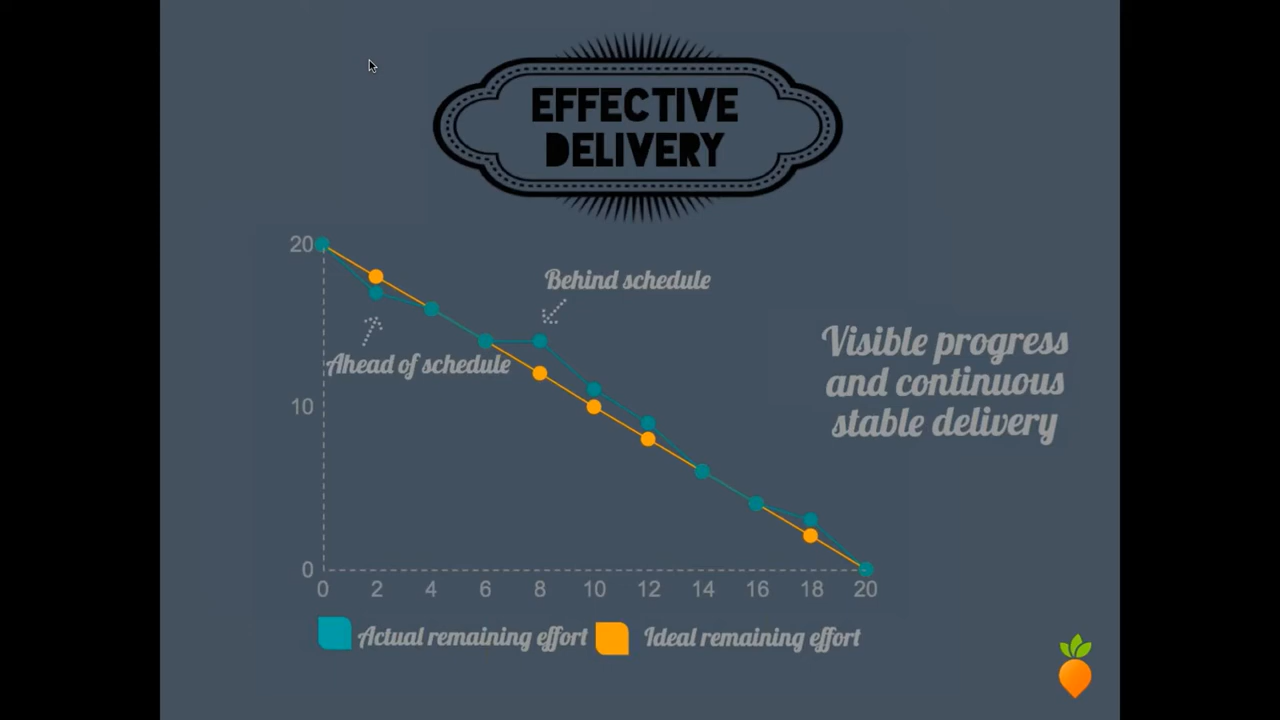 EFFECTIVE
DELIVERY
20
Behind schedule
Visible progress
and continuous
stable delivery
Ahead of schedule
10
0
0 2 4 6 8 10 12 14 16 18 20
Actual remaining effort Ideal remaining effort